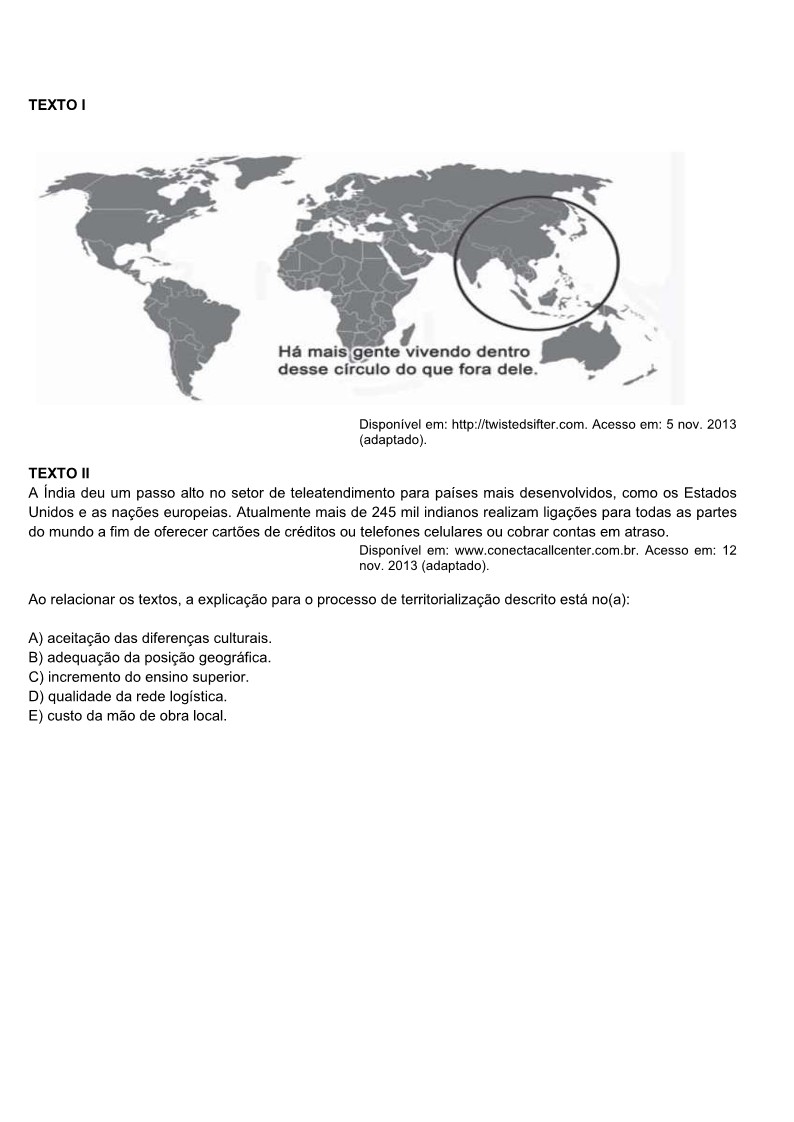 TEXTO I
Há mais gente vivendo dentro
desse círculo do que fora dele.
Disponível em: http://twistedsifter.com. Acesso em: 5 nov. 2013
(adaptado).
TEXTO II
A Índia deu um passo alto no setor de teleatendimento para países mais desenvolvidos, como os Estados
Unidos e as nações europeias. Atualmente mais de 245 mil indianos realizam ligações para todas as partes
do mundo a fim de oferecer cartões de créditos ou telefones celulares ou cobrar contas em atraso.
Disponível em: www.conectacallcenter.com.br. Acesso em: 12
nov. 2013 (adaptado).
Ao relacionar os textos, a explicação para o processo de territorialização descrito está no(a):
A) aceitação das diferenças culturais.
B) adequação da posição geográfica.
C) incremento do ensino superior.
D) qualidade da rede logística.
E) custo da mão de obra local.